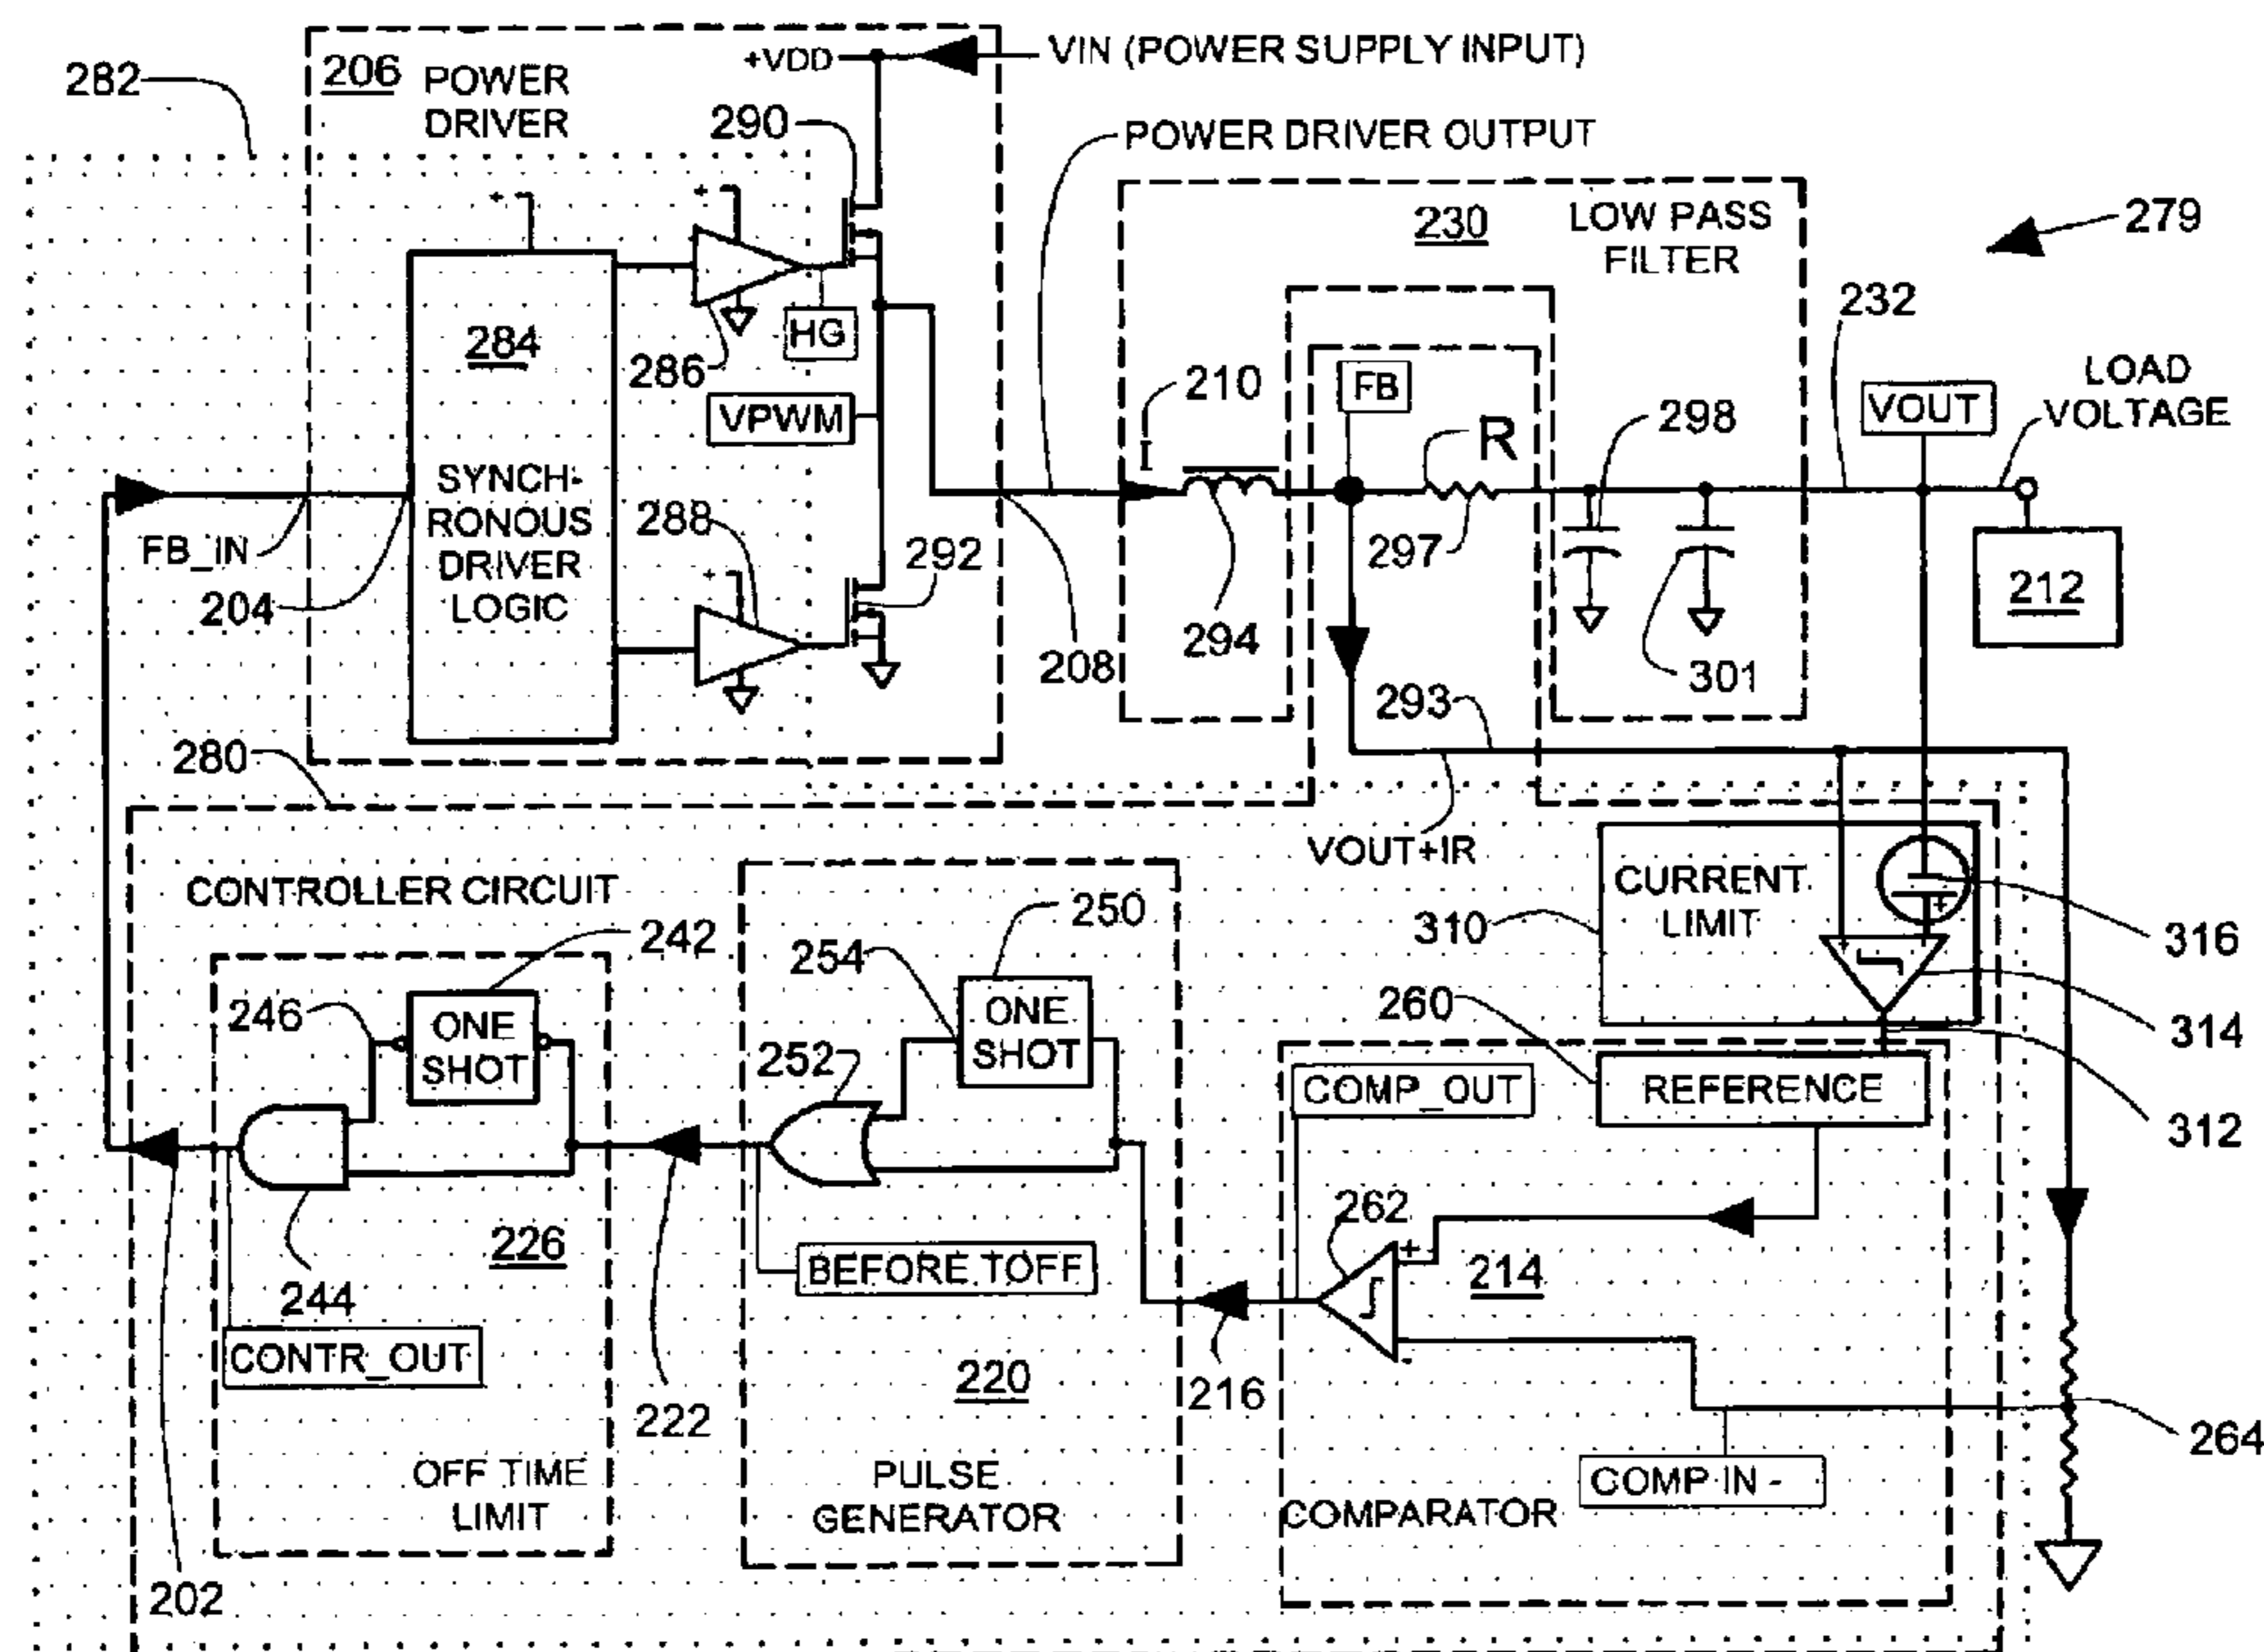 282
206
POWER
DRIVER
+VDD
VIN (POWER SUPPLY INPUT)
290
POWER DRIVER OUTPUT
+
+
284
SYNCH-
RONOUS
DRIVER
LOGIC
286
HG
VPWM
288
+
292
FB_IN
204
208
230
LOW PASS
FILTER
279
232
I
210
FB
R
298
VOUT
LOAD
VOLTAGE
294
297
301
212
293
280
VOUT+IR
CONTROLLER CIRCUIT
CURRENT
LIMIT
310
+
+
316
314
312
242
246
ONE
SHOT
250
254
ONE
SHOT
252
260
COMP_OUT
REFERENCE
262
+
-
214
226
244
CONTR_OUT
222
BEFORE TOFF
220
216
264
OFF TIME
LIMIT
PULSE
GENERATOR
COMPARATOR
COMP IN -
202